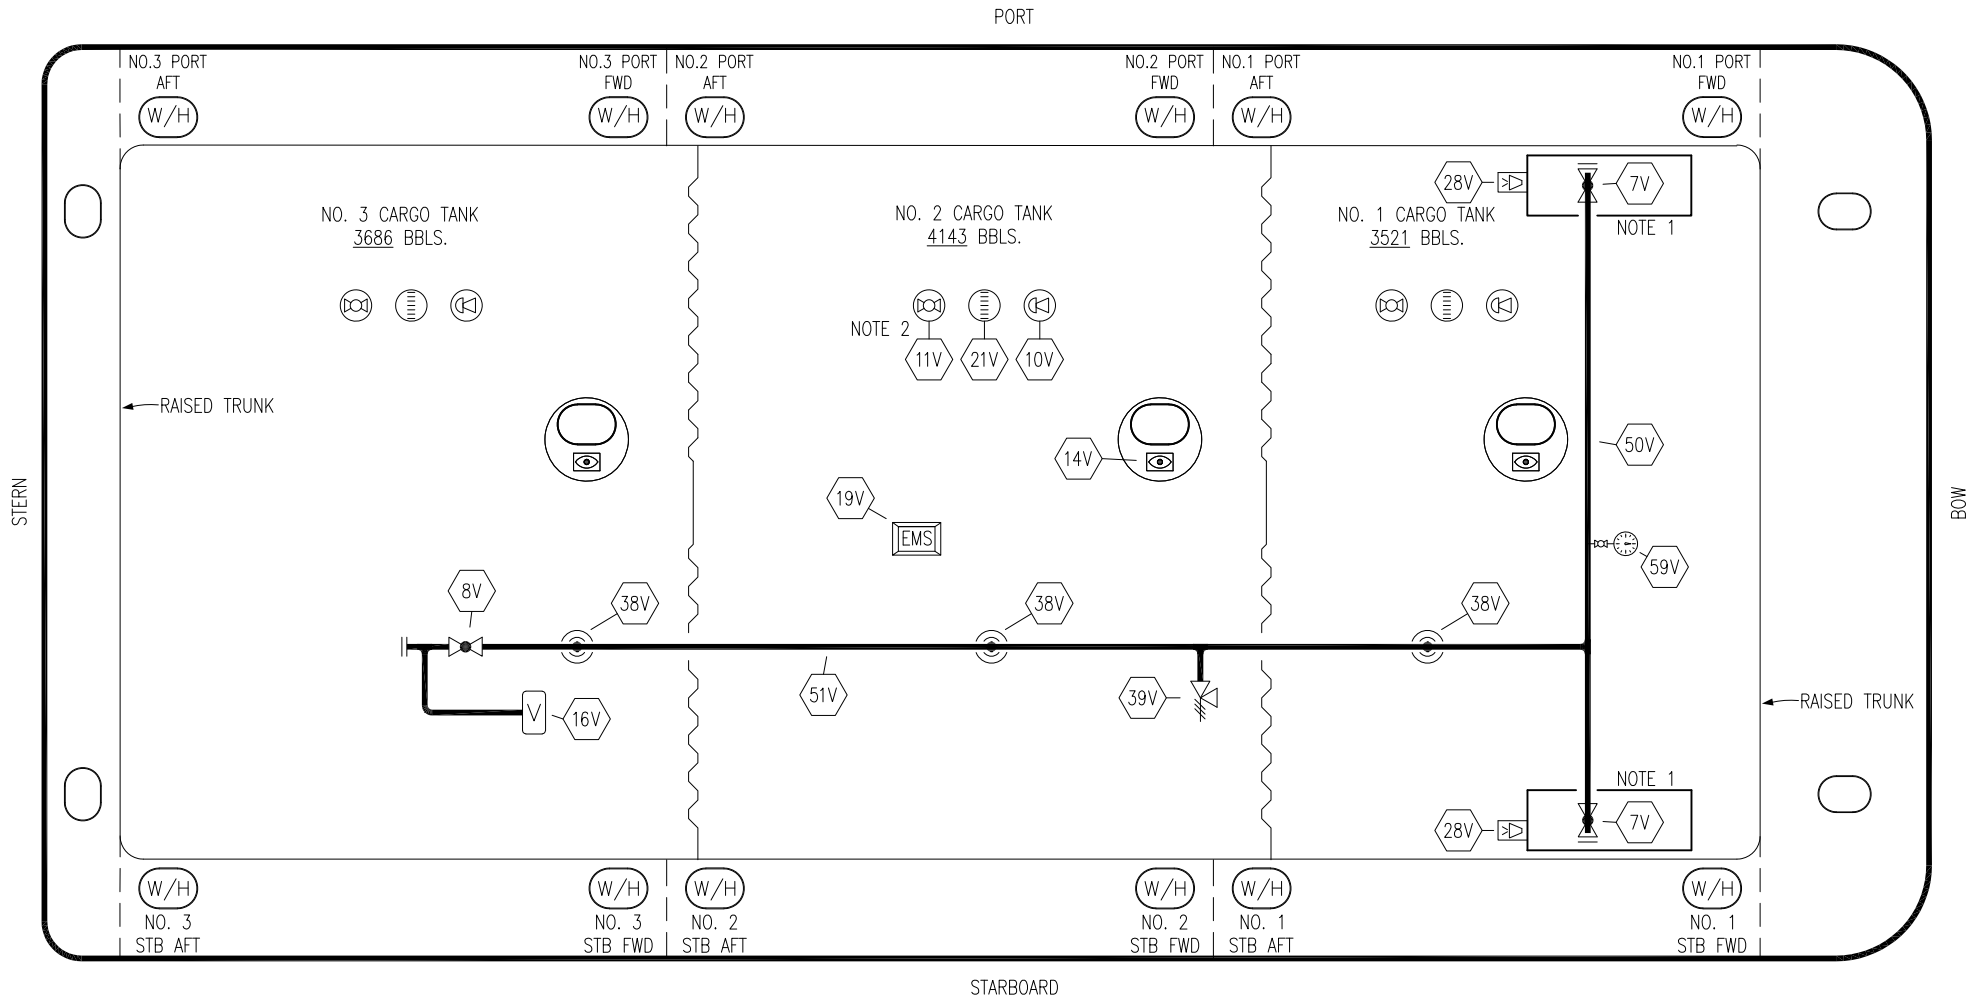 PORT
NO.3 PORT
AFT
W/H
NO.3 PORT
FWD
W/H
NO.2 PORT
AFT
W/H
NO.2 PORT
FWD
W/H
NO.1 PORT
AFT
W/H
NO.1 PORT
FWD
W/H
NO. 3 CARGO TANK
3686 BBLS.
NO. 2 CARGO TANK
4143 BBLS.
NO. 1 CARGO TANK
3521 BBLS.
28V
7V
NOTE 1
NOTE 2
11V
21V
10V
RAISED TRUNK
14V
50V
STERN
BOW
19V
EMS
59V
8V
38V
38V
38V
51V
39V
16V
V
RAISED TRUNK
NOTE 1
28V
7V
W/H
NO. 3
STB AFT
W/H
NO. 3
STB FWD
W/H
NO. 2
STB AFT
W/H
NO. 2
STB FWD
W/H
NO. 1
STB AFT
W/H
NO. 1
STB FWD
STARBOARD